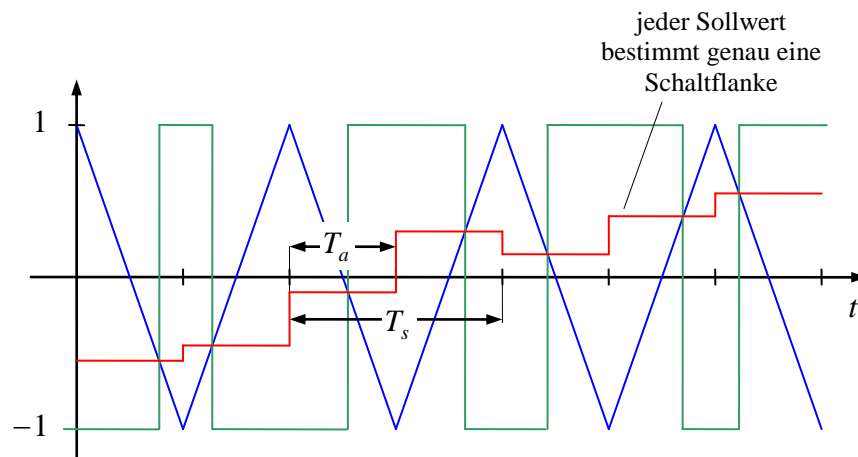 jeder Sollwert
bestimmt genau eine
Schaltflanke
1
T_a
T_s
t
−1